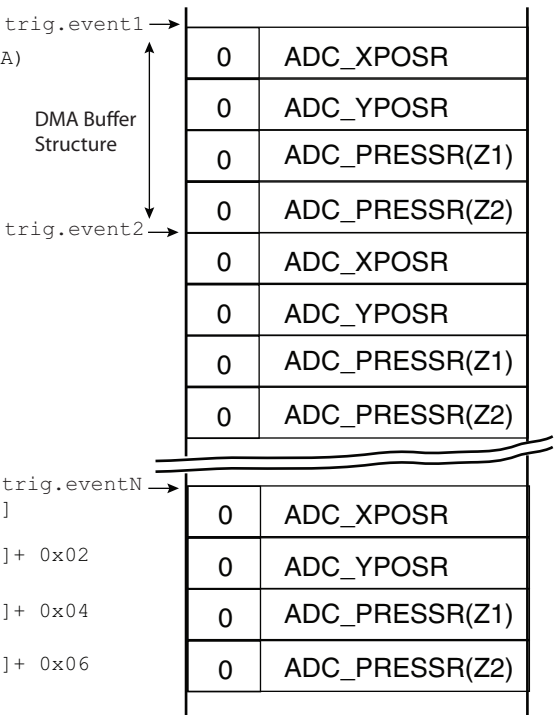 trig.event1
A) 0 ADC_XPOSR
0 ADC_YPOSR
DMA Buffer
Structure
0 ADC_PRESSR(Z1)
0 ADC_PRESSR(Z2)
trig.event2
0 ADC_XPOSR
0 ADC_YPOSR
0 ADC_PRESSR(Z1)
0 ADC_PRESSR(Z2)
trig.eventN
] 0 ADC_XPOSR
]+ 0x02 0 ADC_YPOSR
]+ 0x04 0 ADC_PRESSR(Z1)
]+ 0x06 0 ADC_PRESSR(Z2)